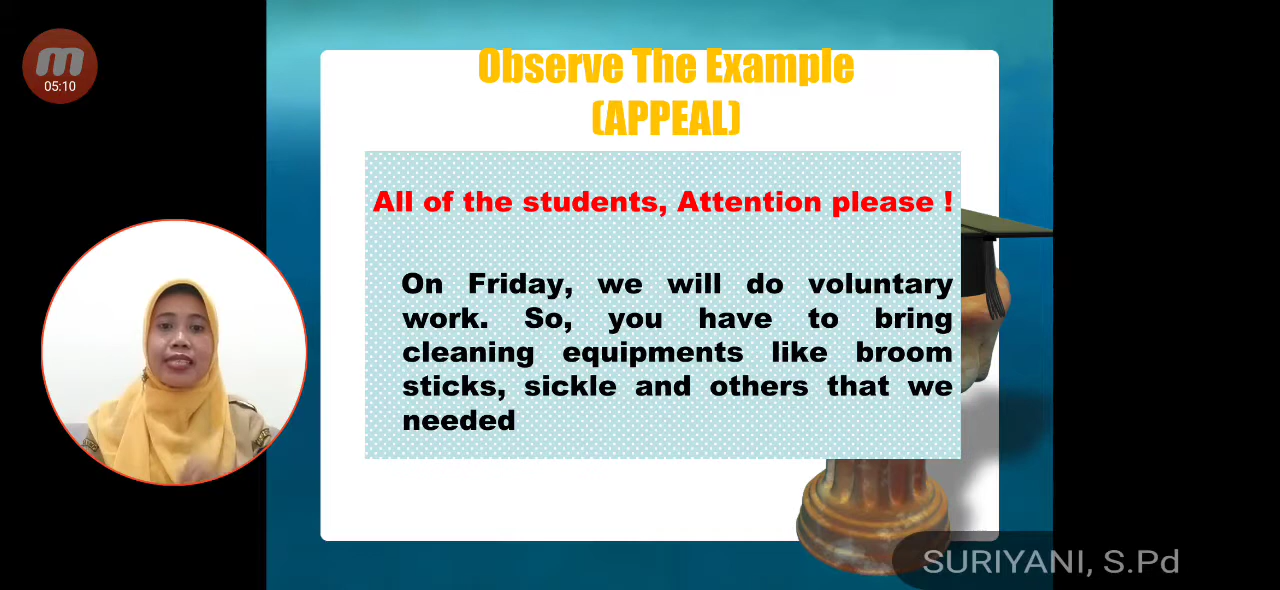 m
05:10
Observe The Example
(APPEAL)
All of the students, Attention please !
On Friday, we will do voluntary
work. So, you have to bring
cleaning equipments like broom
sticks, sickle and others that we
needed
SURIYANI, S.Pd